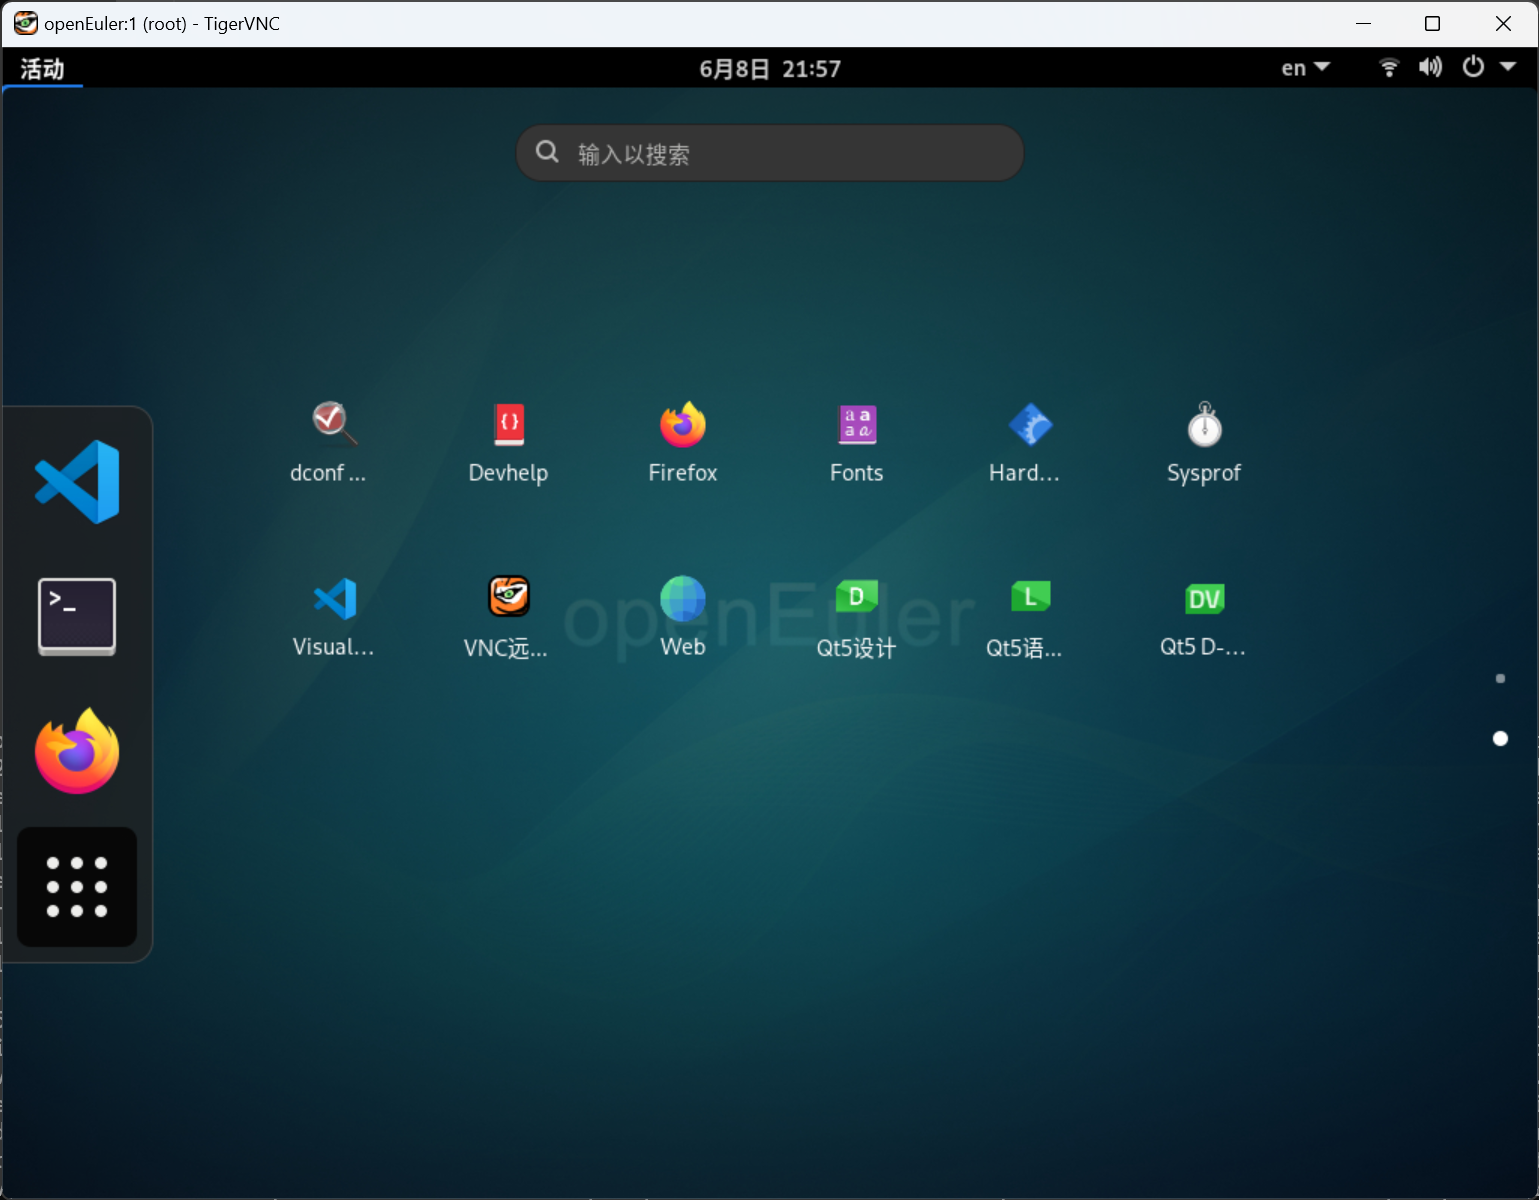 openEuler:1 (root) - TigerVNC
活动
6月8日 21:57
en
输入以搜索
dconf ...
Devhelp
Firefox
Fonts
Hard...
Sysprof
Visual...
VNC远...
Web
Qt5设计
Qt5语...
Qt5 D-...
openEuler